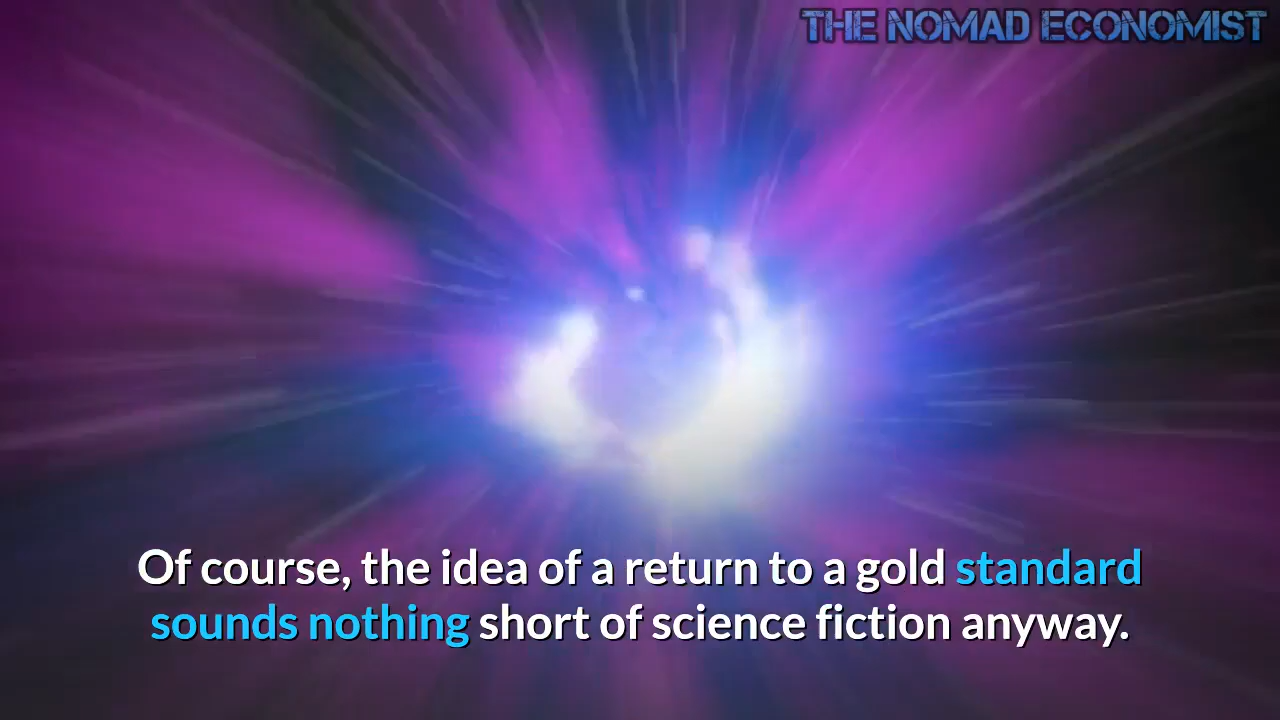 THE NOMAD ECONOMIST
Of course, the idea of a return to a gold standard
sounds nothing short of science fiction anyway.